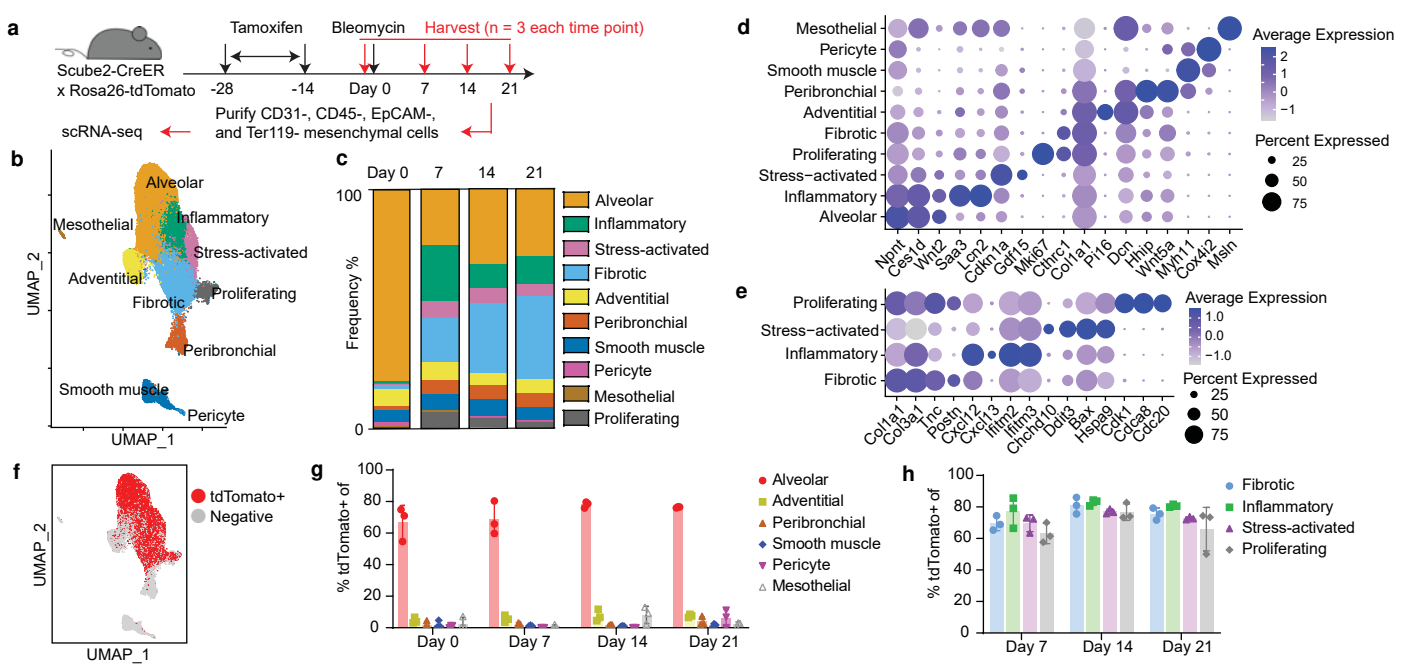 a
Tamoxifen
Bleomycin
Harvest (n = 3 each time point)
Scube2-CreER
x Rosa26-tdTomato
-28
-14
Day 0
7
14
21
Purify CD31-, CD45-, EpCAM-,
and Ter119- mesenchymal cells
scRNA-seq
b
Alveolar
Inflammatory
Mesothelial
Stress-activated
Adventitial
Fibrotic
Proliferating
Peribronchial
Smooth muscle
Pericyte
UMAP_2
UMAP_1
c
Day 0
7
14
21
100
0
Frequency %
Alveolar
Inflammatory
Stress-activated
Fibrotic
Adventitial
Peribronchial
Smooth muscle
Pericyte
Mesothelial
Proliferating
d
Mesothelial
Pericyte
Smooth muscle
Peribronchial
Adventitial
Fibrotic
Proliferating
Stress−activated
Inflammatory
Alveolar
Npnt
Ces1d
Wnt2
Saa3
Lcn2
Cdkn1a
Gdf15
Mki67
Cthrc1
Col1a1
Pi16
Dcn
Hhip
Wnt5a
Myh11
Cox4i2
Msln
Average Expression
2
1
0
−1
Percent Expressed
25
50
75
e
Proliferating
Stress−activated
Inflammatory
Fibrotic
Col1a1
Col3a1
Tnc
Postn
Cxcl12
Cxcl13
Ifitm2
Ifitm3
Chchd10
Ddit3
Bax
Hspa9
Cdk1
Cdca8
Cdc20
Average Expression
1.0
0.0
−1.0
Percent Expressed
25
50
75
f
tdTomato+
Negative
UMAP_2
UMAP_1
g
% tdTomato+ of
100
80
60
40
20
0
Day 0
Day 7
Day 14
Day 21
Alveolar
Adventitial
Peribronchial
Smooth muscle
Pericyte
Mesothelial
h
% tdTomato+ of
100
80
60
40
20
0
Day 7
Day 14
Day 21
Fibrotic
Inflammatory
Stress-activated
Proliferating